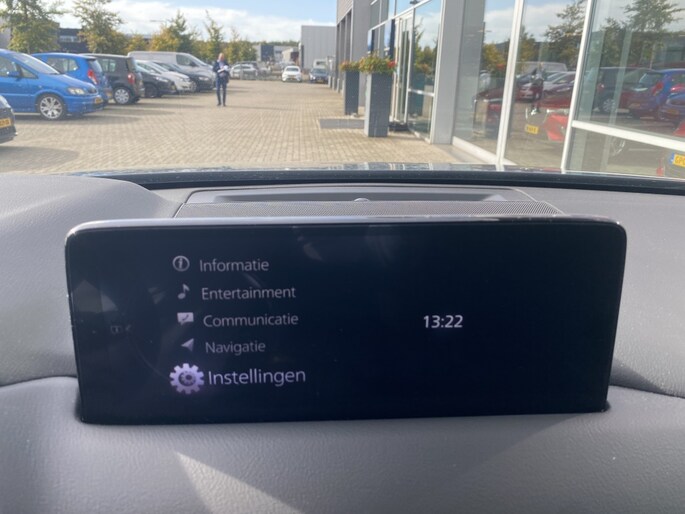 Informatie
Entertainment
Communicatie
13:22
Navigatie
Instellingen